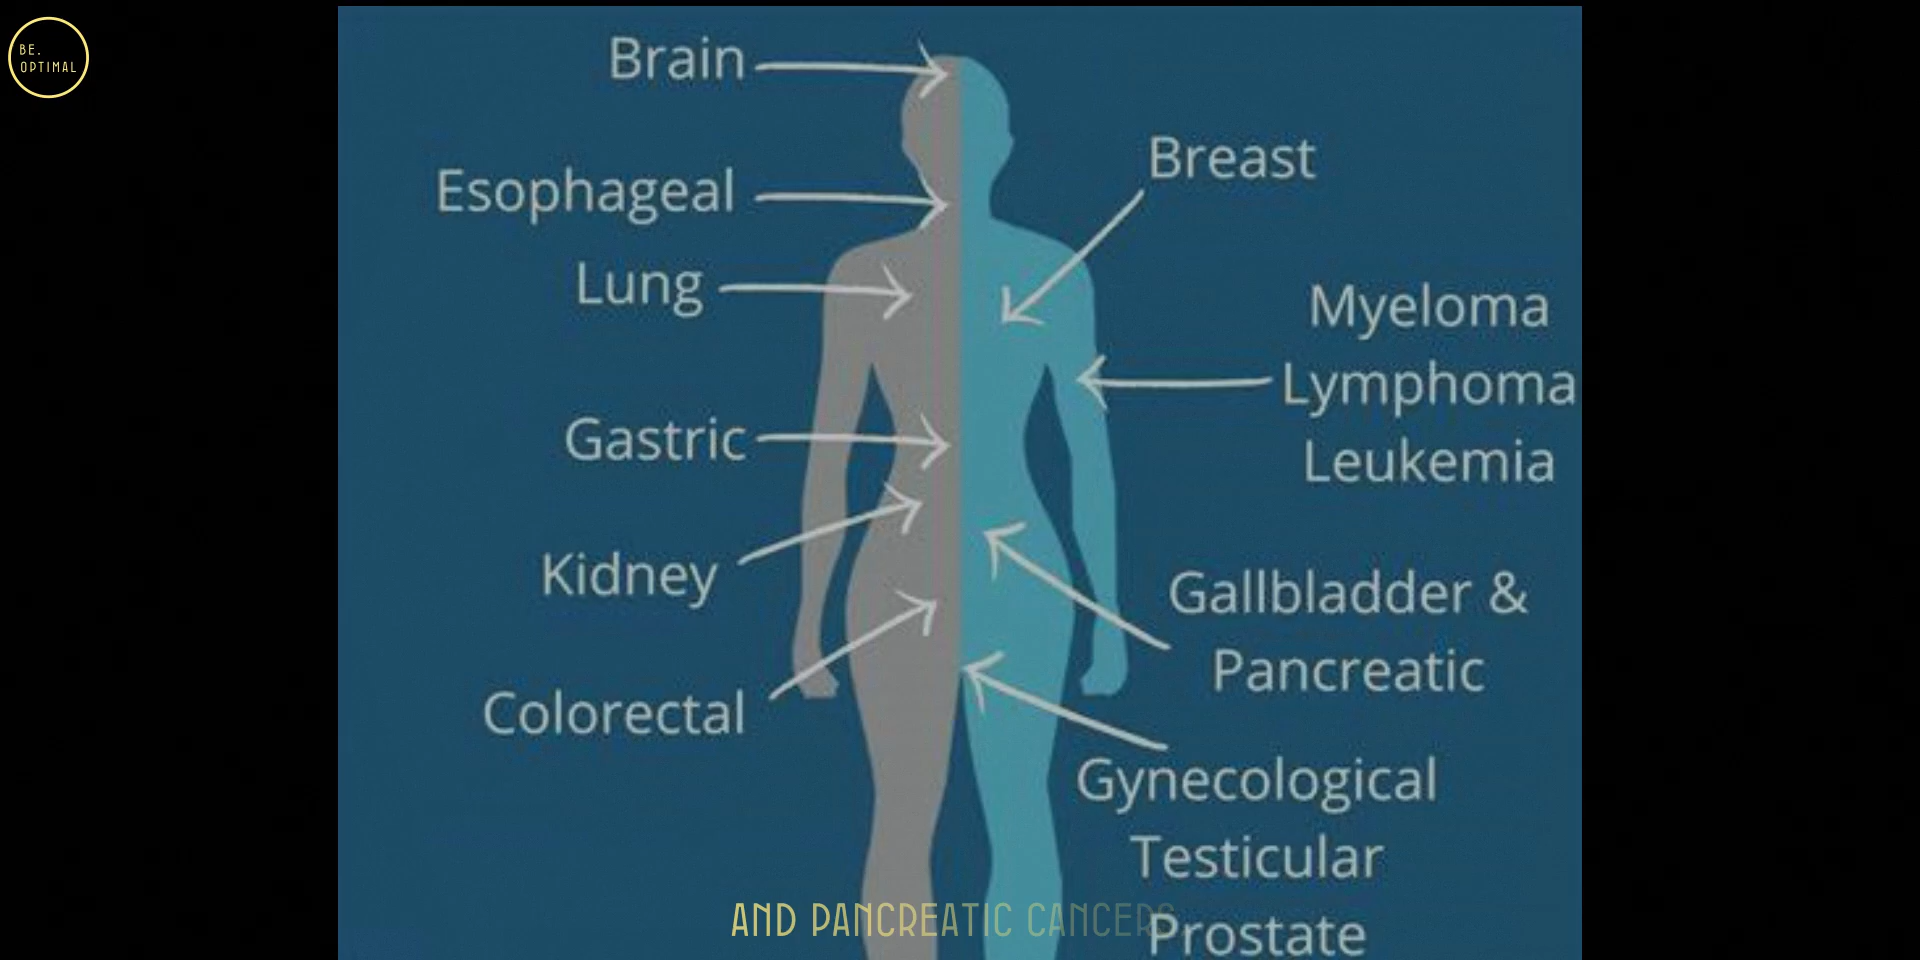 BE.
OPTIMAL
Brain
Esophageal
Lung
Gastric
Kidney
Colorectal
Breast
Myeloma
Lymphoma
Leukemia
Gallbladder &
Pancreatic
Gynecological
Testicular
Prostate
AND PANCREATIC CANCERS